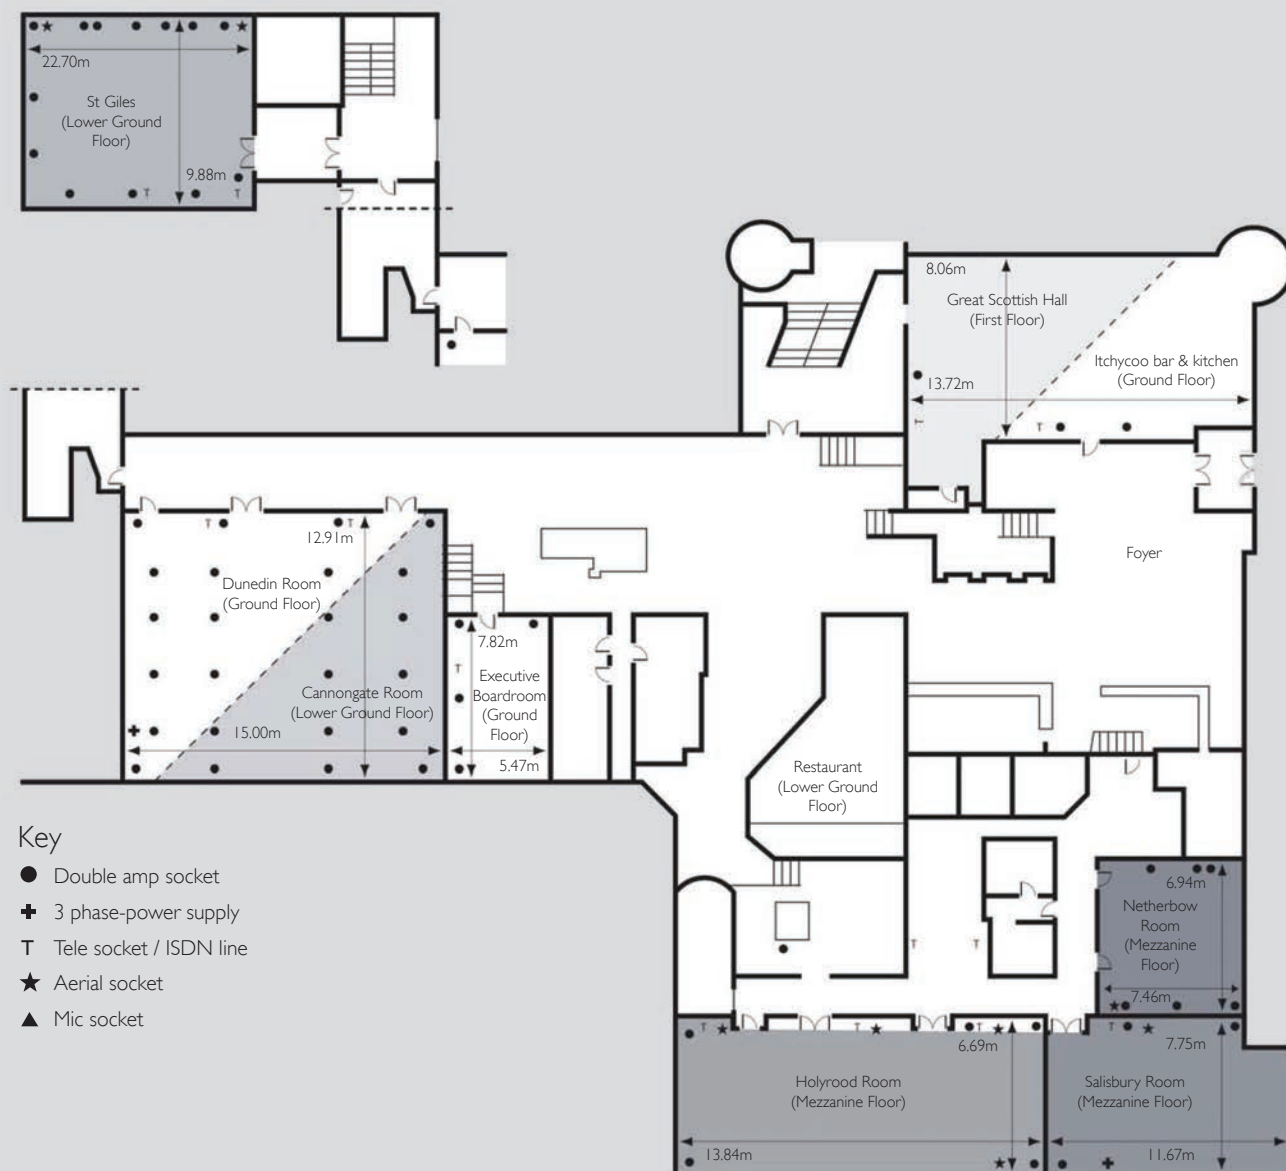 22.70m
St Giles
(Lower Ground
Floor)
9.88m
T
T
8.06m
Great Scottish Hall
(First Floor)
Itchycoo bar & kitchen
(Ground Floor)
13.72m
T
T
T
T
12.91m
Dunedin Room
(Ground Floor)
Foyer
7.82m
T
Executive
Boardroom
(Ground
Floor)
Cannongate Room
(Lower Ground Floor)
15.00m
5.47m
Restaurant
(Lower Ground
Floor)
Key
Double amp socket
3 phase-power supply
T Tele socket / ISDN line
Aerial socket
Mic socket
6.94m
Netherbow
Room
(Mezzanine
Floor)
7.46m
T
T
T
T
T
T
6.69m
7.75m
Holyrood Room
(Mezzanine Floor)
Salisbury Room
(Mezzanine Floor)
13.84m
11.67m